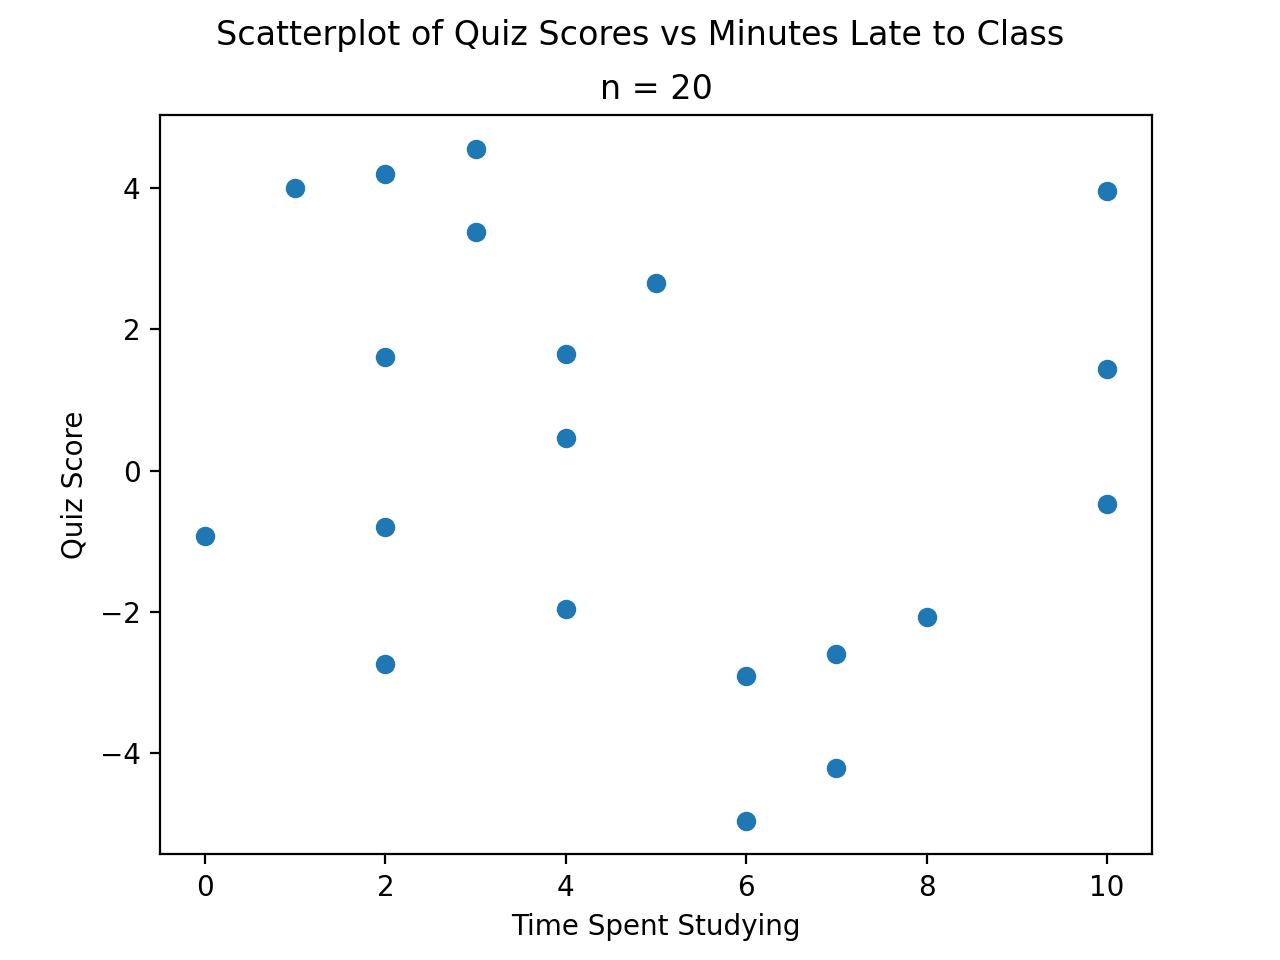 Scatterplot of Quiz Scores vs Minutes Late to Class
n = 20
4
2
0
−2
−4
Quiz Score
0 2 4 6 8 10
Time Spent Studying